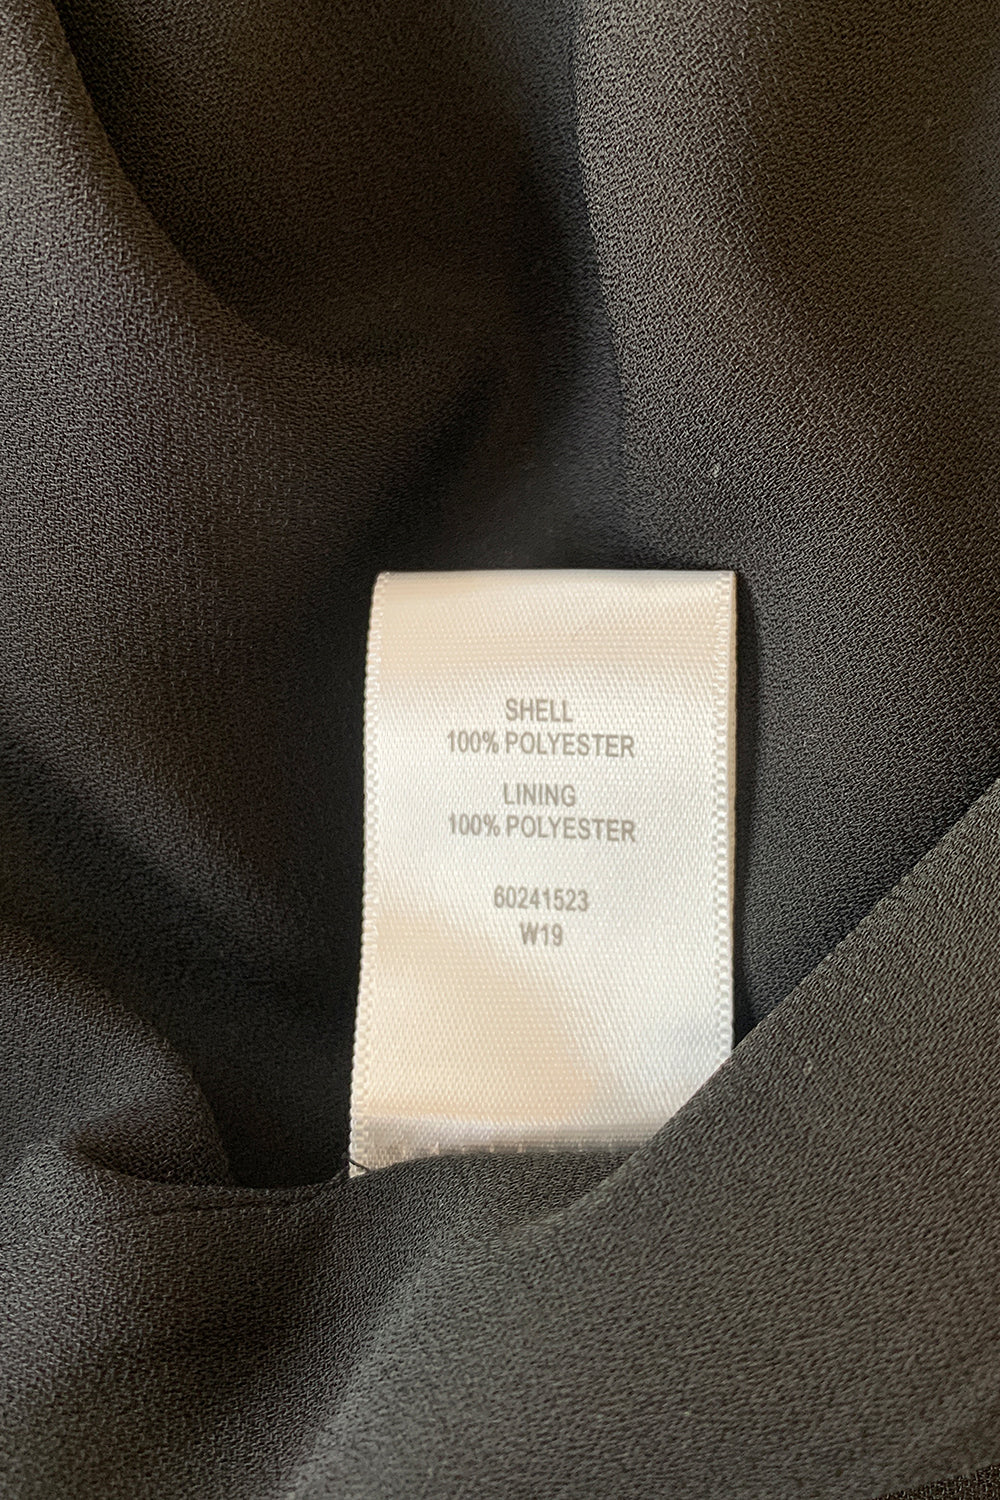 SHELL
100% POLYESTER
LINING
100% POLYESTER
60241523
W19